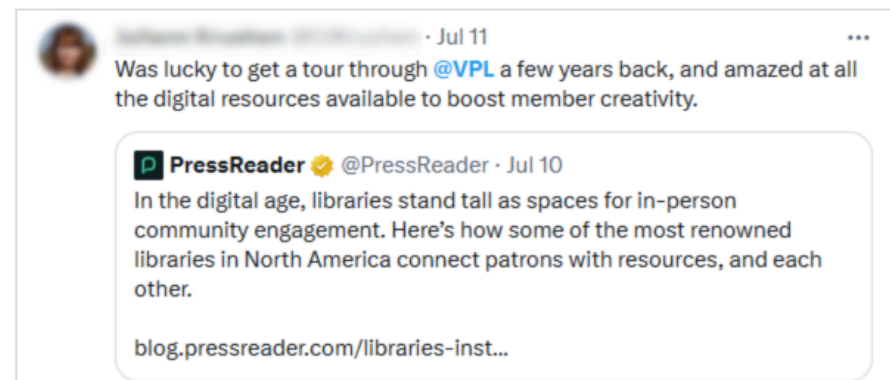 · Jul 11
Was lucky to get a tour through @VPL a few years back, and amazed at all
the digital resources available to boost member creativity.
PressReader @PressReader · Jul 10
In the digital age, libraries stand tall as spaces for in-person
community engagement. Here’s how some of the most renowned
libraries in North America connect patrons with resources, and each
other.
blog.pressreader.com/libraries-inst...